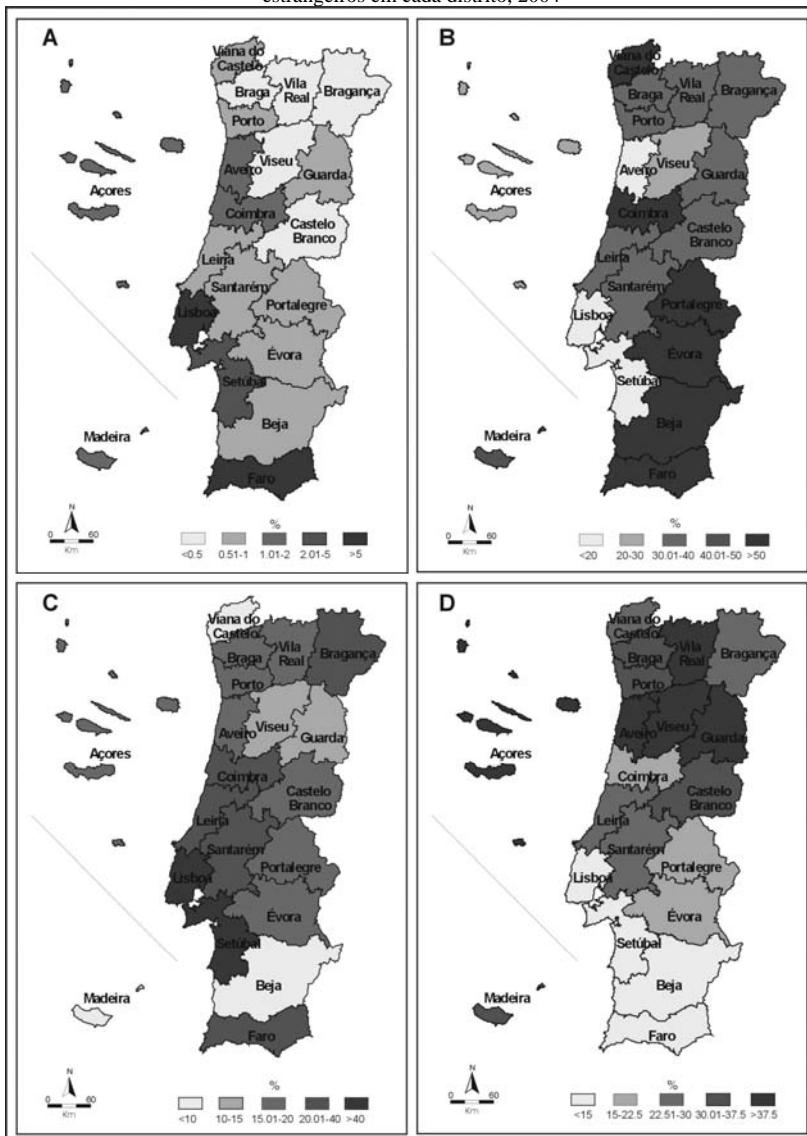 estrangeiros em cada distrito, 2004
A
Viana do
Castelo
Braga
Vila
Real
Bragança
Porto
Aveiro
Viseu
Guarda
Açores
Coimbra
Castelo
Branco
Leiria
Santarém
Lisboa
Portalegre
Évora
Setúbal
Beja
Madeira
Faro
N
0 60
Km
%
<0.5 0.51-1 1.01-2 2.01-5 >5
B
Viana do
Castelo
Braga
Vila
Real
Bragança
Porto
Aveiro
Viseu
Guarda
Açores
Coimbra
Castelo
Branco
Leiria
Santarém
Lisboa
Portalegre
Évora
Setúbal
Beja
Madeira
Faro
N
0 60
Km
%
<20 20-30 30.01-40 40.01-50 >50
C
Viana do
Castelo
Braga
Vila
Real
Bragança
Porto
Aveiro
Viseu
Guarda
Açores
Coimbra
Castelo
Branco
Leiria
Santarém
Lisboa
Portalegre
Évora
Setúbal
Beja
Madeira
Faro
N
0 60
Km
%
<10 10-15 15.01-20 20.01-40 >40
D
Viana do
Castelo
Braga
Vila
Real
Bragança
Porto
Aveiro
Viseu
Guarda
Açores
Coimbra
Castelo
Branco
Leiria
Santarém
Lisboa
Portalegre
Évora
Setúbal
Beja
Madeira
Faro
N
0 60
Km
%
<15 15-22.5 22.51-30 30.01-37.5 >37.5